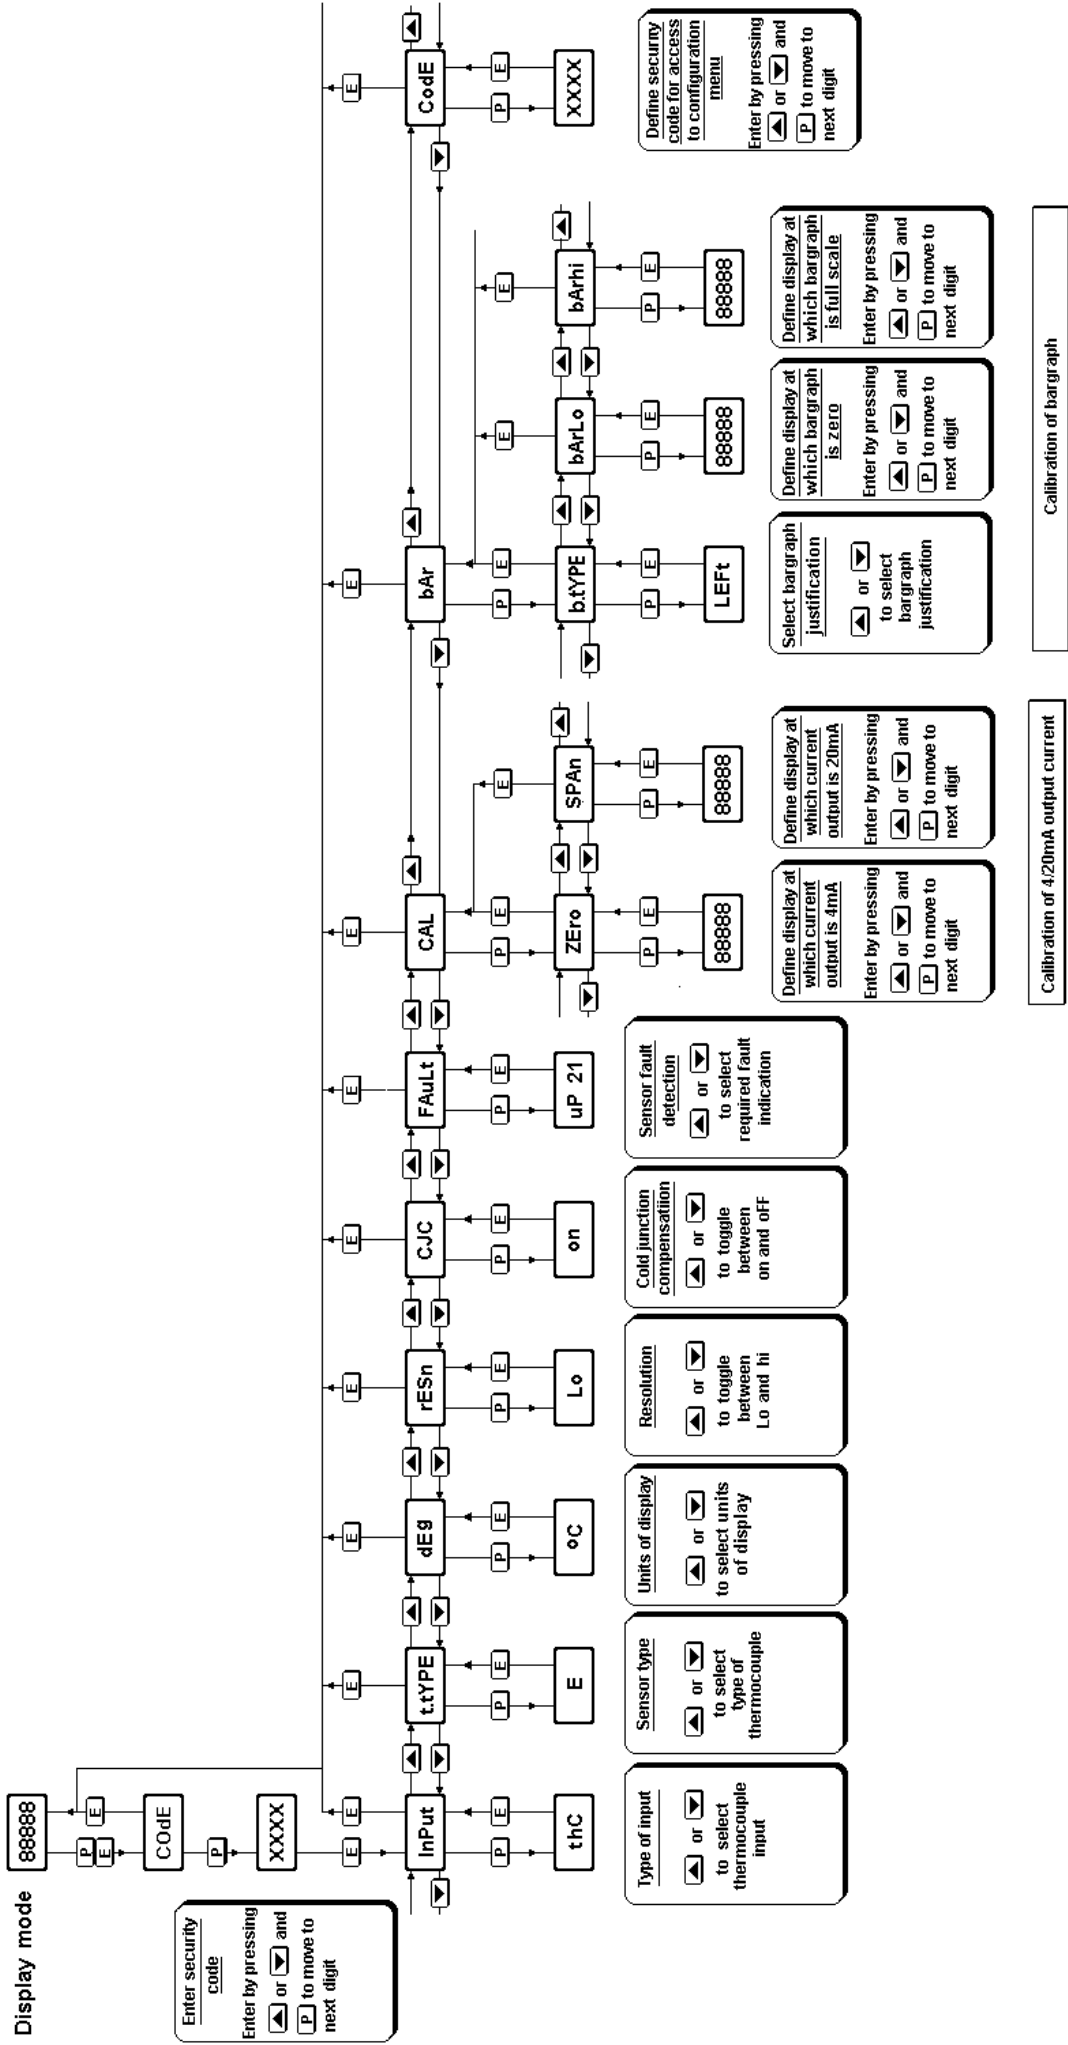 Display mode
88888
P
E
E
COdE
P
XXXX
E
Enter security
code
Enter by pressing
or and
P to move to
next digit
E
E
E
E
E
E
E
E
E
InPut
t.tYPE
dEg
rESn
CJC
FAuLt
CAL
bAr
CodE
P
E
P
E
P
E
P
E
P
E
P
E
P
E
P
E
P
E
thC
E
oC
Lo
on
uP 21
XXXX
E
E
E
ZEro
SPAn
b.tYPE
bArLo
bArhi
P
E
P
E
P
E
P
E
P
E
88888
88888
LEFt
88888
88888
Type of input
or
to select
thermocouple
input
Sensor type
or
to select
type of
thermocouple
Units of display
or
to select units
of display
Resolution
or
to toggle
between
Lo and hi
Cold junction
compensatiion
or
to toggle
between
on and oFF
Sensor fault
detection
or
to select
required fault
indication
Define display at
which current
output is 4mA
Enter by pressing
or and
P to move to
next digit
Define display at
which current
output is 20mA
Enter by pressing
or and
P to move to
next digit
Select bargraph
justification
or
to select
bargraph
justification
Define display at
which bargraph
is zero
Enter by pressing
or and
P to move to
next digit
Define display at
which bargraph
is full scale
Enter by pressing
or and
P to move to
next digit
Define securrity
code for access
to configuration
menu
Enter by pressing
or and
P to move to
next digit
Calibration of 4/20mA output current
Calibration of bargraph